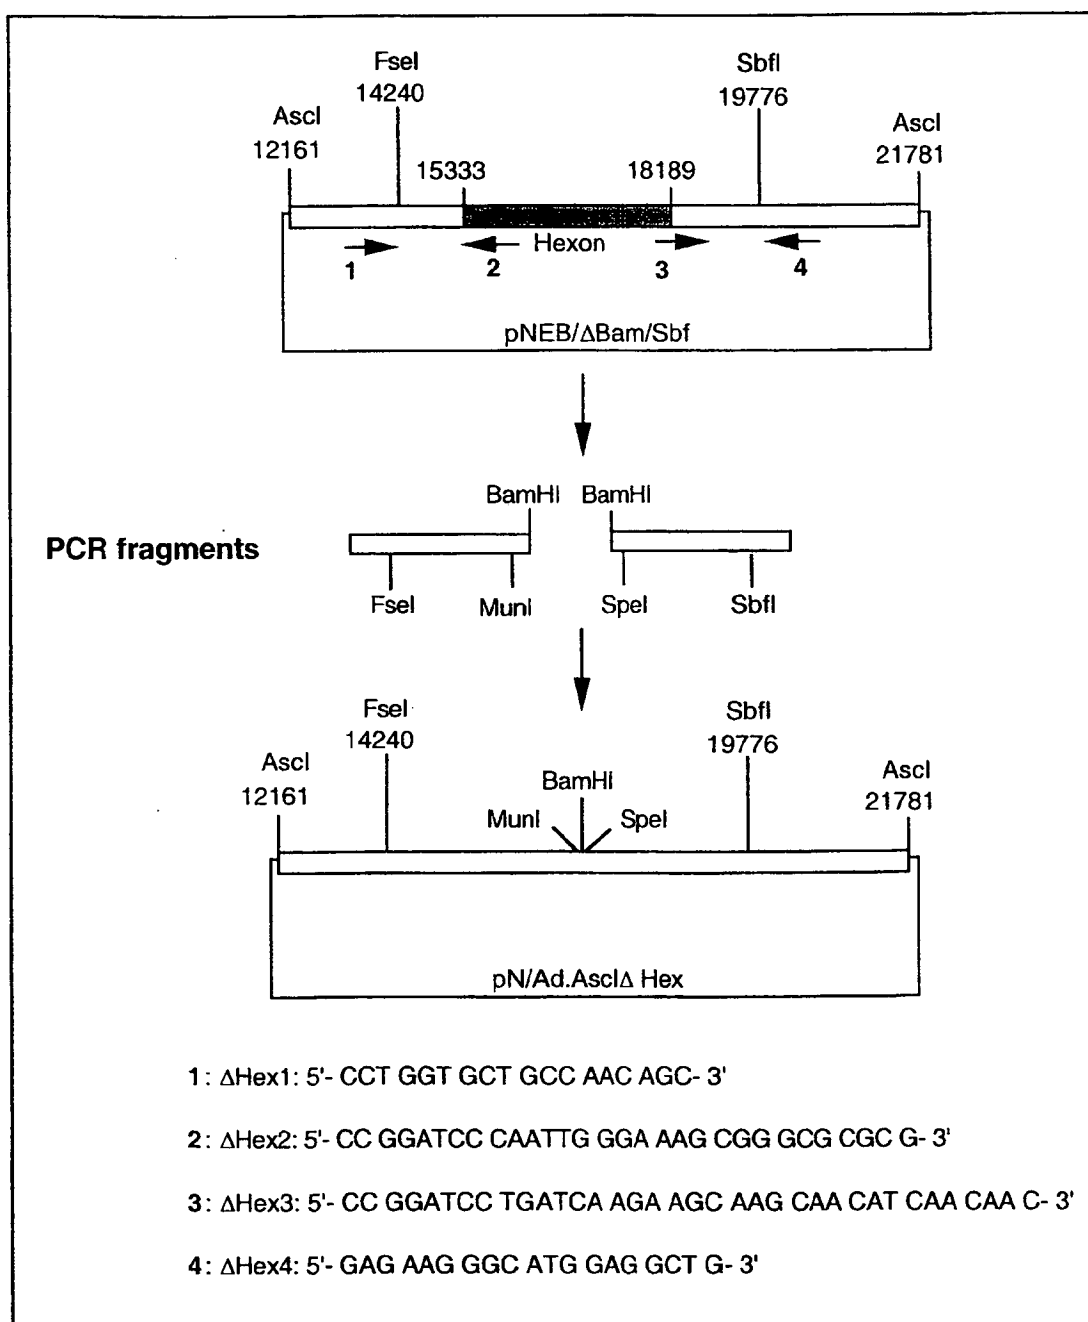 FseI
14240
SbfI
19776
AscI
12161
AscI
21781
15333
18189
Hexon
1
2
3
4
pNEB/ΔBam/Sbf
BamHI BamHI
PCR fragments
FseI MunI SpeI SbfI
FseI
14240
SbfI
19776
AscI
12161
BamHI
AscI
21781
MunI SpeI
pN/Ad.AscIΔ Hex
1: ΔHex1: 5'- CCT GGT GCT GCC AAC AGC- 3'
2: ΔHex2: 5'- CC GGATCC CAATTG GGA AAG CGG GCG CGC G- 3'
3: ΔHex3: 5'- CC GGATCC TGATCA AGA AGC AAG CAA CAT CAA CAA C- 3'
4: ΔHex4: 5'- GAG AAG GGC ATG GAG GCT G- 3'